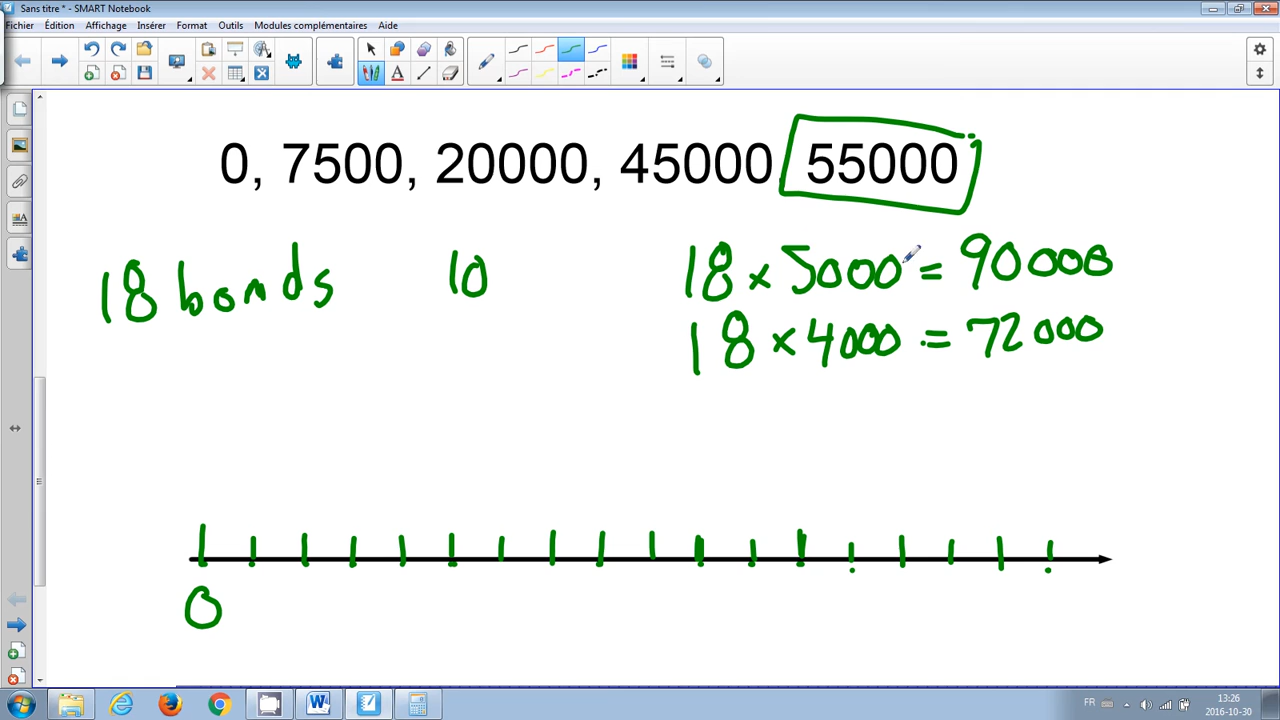 Sans titre * - SMART Notebook
Fichier Édition Affichage Insérer Format Outils Modules complémentaires Aide
0, 7500, 20000, 45000 55000
18 bonds 10 18 x 5000 = 90000
18 x 4000 = 72000
0
FR 13:26
2016-10-30